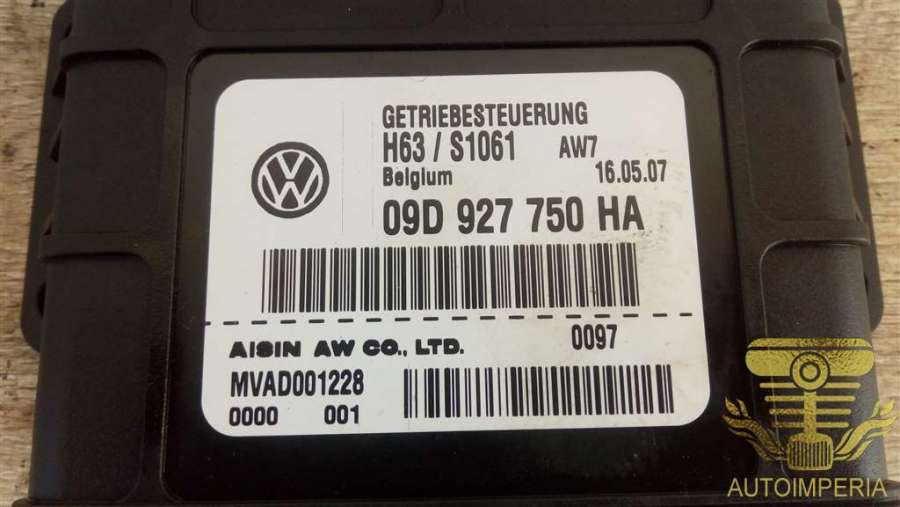 GETRIEBESTEUERUNG
H63 / S1061 AW7
Belgium 16.05.07
09D 927 750 HA
AISIN AW CO., LTD. 0097
MVAD001228
0000 001
AUTOIMPERIA